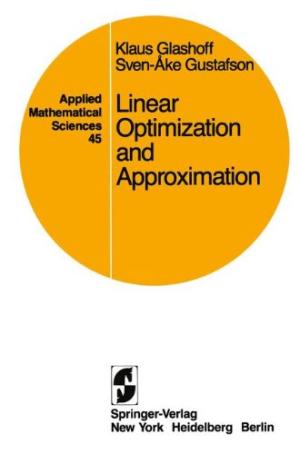 Klaus Glashoff
Sven-Åke Gustafson
Applied
Mathematical
Sciences
45
Linear
Optimization
and
Approximation
Springer-Verlag
New York Heidelberg Berlin